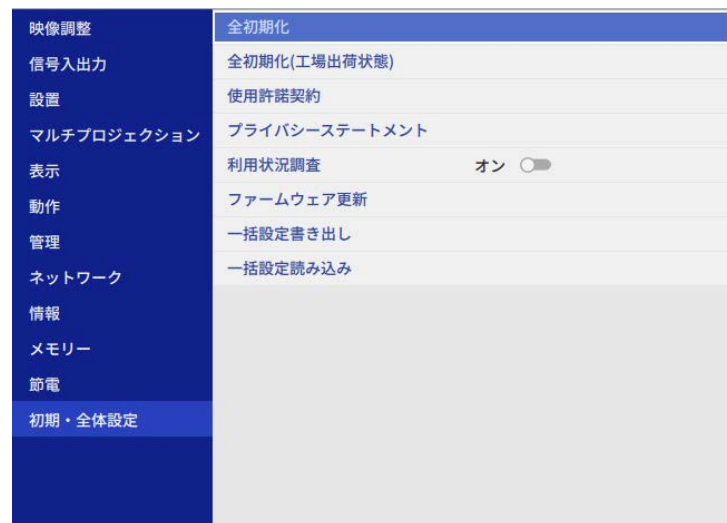 映像調整
信号入出力
設置
マルチプロジェクション
表示
動作
管理
ネットワーク
情報
メモリー
節電
初期・全体設定
全初期化
全初期化(工場出荷状態)
使用許諾契約
プライバシーステートメント
利用状況調査 オン
ファームウェア更新
一括設定書き出し
一括設定読み込み